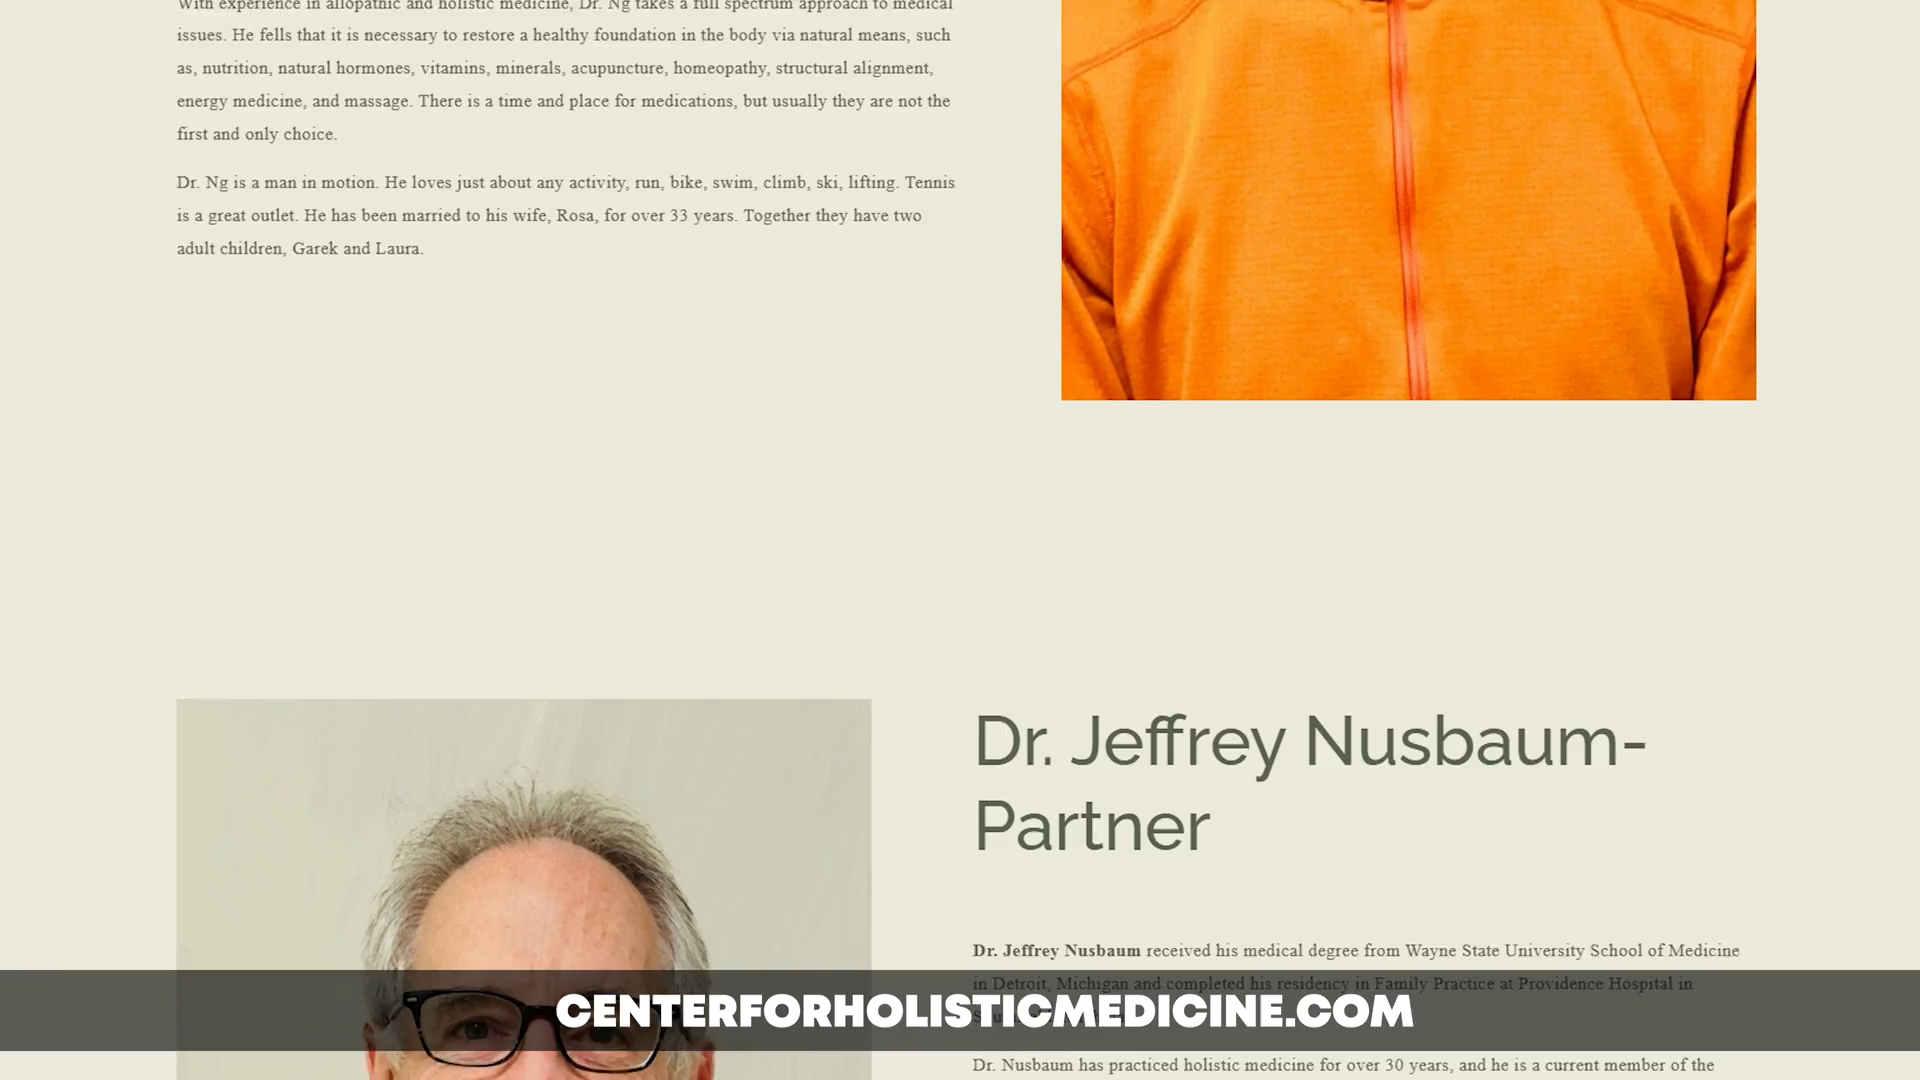 With experience in allopathic and holistic medicine, Dr. Ng takes a full spectrum approach to medical
issues. He fells that it is necessary to restore a healthy foundation in the body via natural means, such
as, nutrition, natural hormones, vitamins, minerals, acupuncture, homeopathy, structural alignment,
energy medicine, and massage. There is a time and place for medications, but usually they are not the
first and only choice.
Dr. Ng is a man in motion. He loves just about any activity, run, bike, swim, climb, ski, lifting. Tennis
is a great outlet. He has been married to his wife, Rosa, for over 33 years. Together they have two
adult children, Garek and Laura.
Dr. Jeffrey Nusbaum-
Partner
Dr. Jeffrey Nusbaum received his medical degree from Wayne State University School of Medicine
in Detroit, Michigan and completed his residency in Family Practice at Providence Hospital in
CENTERFORHOLISTICMEDICINE.COM
Dr. Nusbaum has practiced holistic medicine for over 30 years, and he is a current member of the